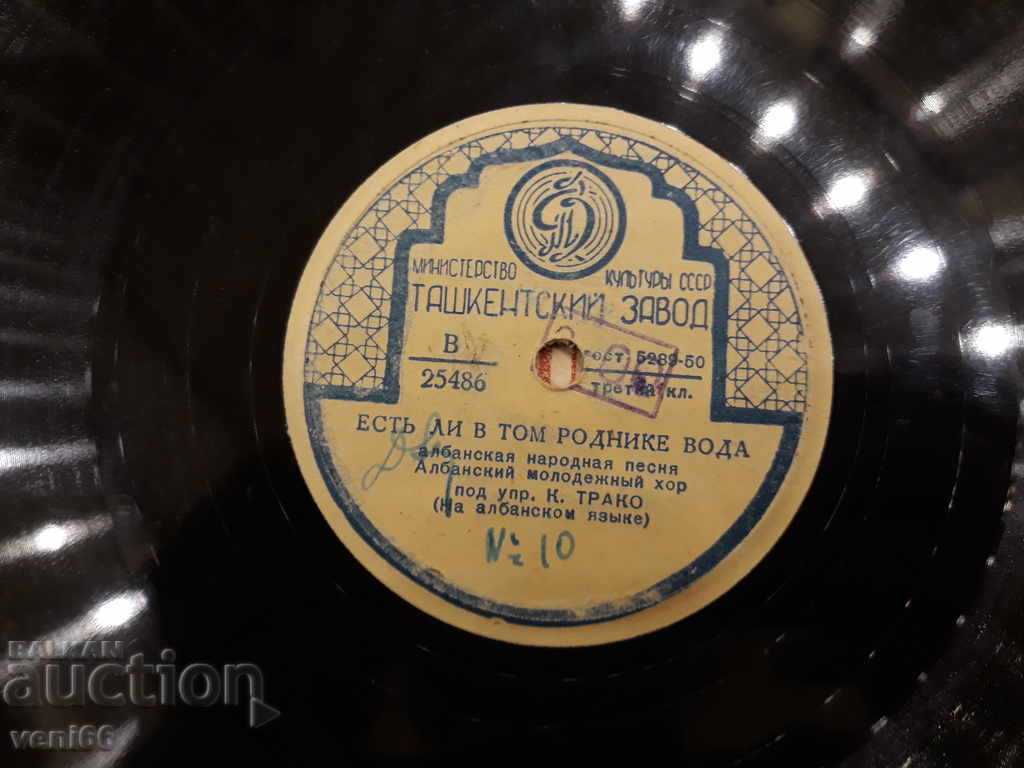 МИНИСТЕРСТВО КУЛЬТУРЫ СССР
ТАШКЕНТСКИЙ ЗАВОД
В
25486
гост. 5289-50
третья кл.
ЕСТЬ ЛИ В ТОМ РОДНИКЕ ВОДА
албанская народная песня
Албанский молодежный хор
под упр. К. ТРАКО
(На албанском языке)
№ 10
BALKAN
auction
veni66